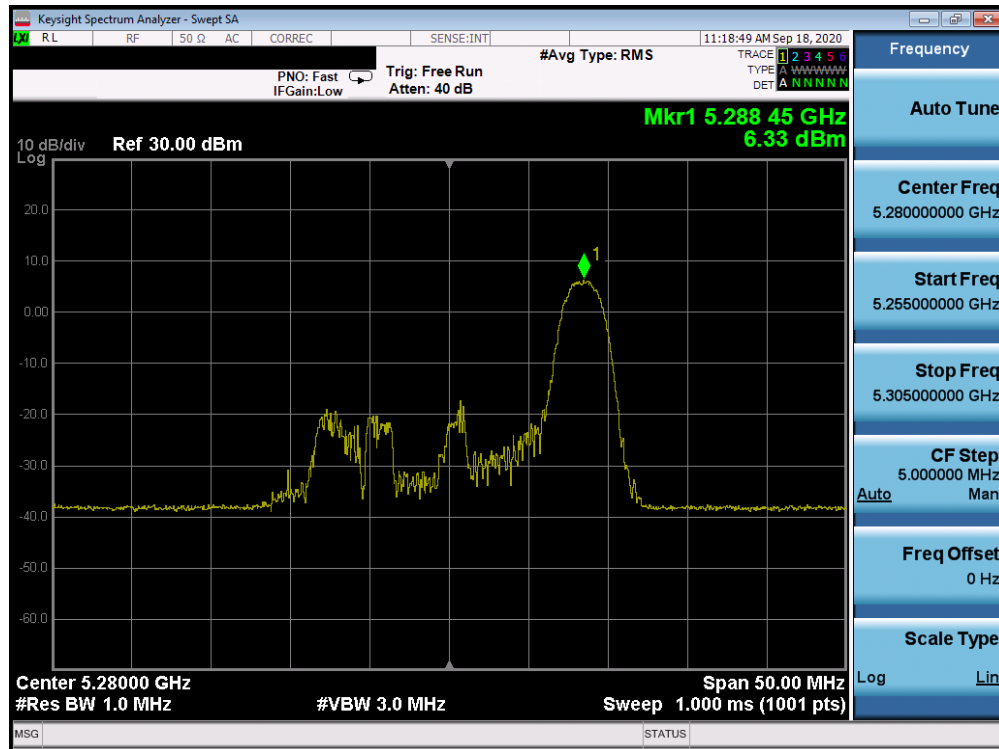 Keysight Spectrum Analyzer - Swept SA
LXI RL RF 50 Ω AC CORREC SENSE:INT 11:18:49 AM Sep 18, 2020
#Avg Type: RMS
TRACE 1 2 3 4 5 6
PNO: Fast Trig: Free Run
TYPE A WWWWW
IFGain:Low Atten: 40 dB
DET A N N N N N
Mkr1 5.288 45 GHz
6.33 dBm
10 dB/div Ref 30.00 dBm
Log
1
20.0
10.0
0.00
-10.0
-20.0
-30.0
-40.0
-50.0
-60.0
Center 5.28000 GHz Span 50.00 MHz
#Res BW 1.0 MHz #VBW 3.0 MHz Sweep 1.000 ms (1001 pts)
MSG STATUS
Frequency
Auto Tune
Center Freq
5.280000000 GHz
Start Freq
5.255000000 GHz
Stop Freq
5.305000000 GHz
CF Step
5.000000 MHz
Auto Man
Freq Offset
0 Hz
Scale Type
Log Lin